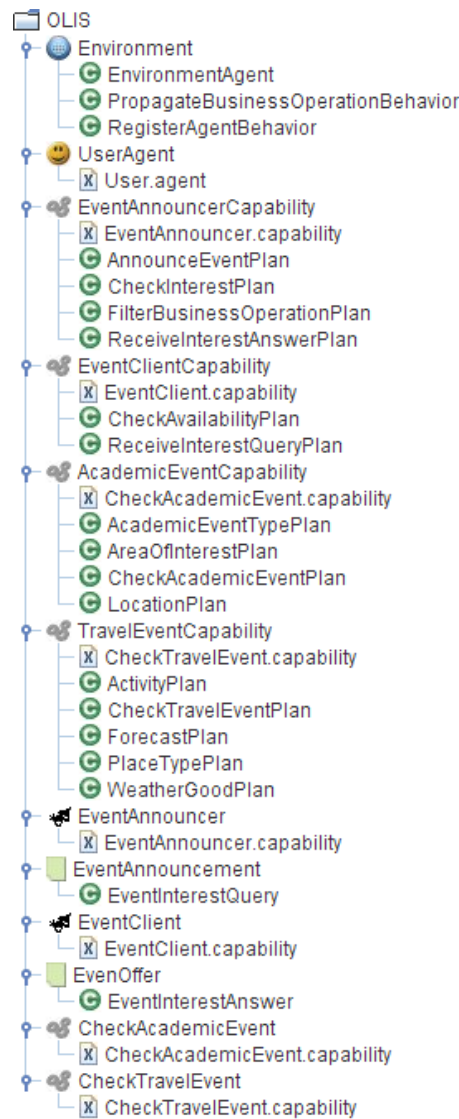 OLIS
Environment
EnvironmentAgent
PropagateBusinessOperationBehavior
RegisterAgentBehavior
UserAgent
User.agent
EventAnnouncerCapability
EventAnnouncer.capability
AnnounceEventPlan
CheckInterestPlan
FilterBusinessOperationPlan
ReceiveInterestAnswerPlan
EventClientCapability
EventClient.capability
CheckAvailabilityPlan
ReceiveInterestQueryPlan
AcademicEventCapability
CheckAcademicEvent.capability
AcademicEventTypePlan
AreaOfInterestPlan
CheckAcademicEventPlan
LocationPlan
TravelEventCapability
CheckTravelEvent.capability
ActivityPlan
CheckTravelEventPlan
ForecastPlan
PlaceTypePlan
WeatherGoodPlan
EventAnnouncer
EventAnnouncer.capability
EventAnnouncement
EventInterestQuery
EventClient
EventClient.capability
EvenOffer
EventInterestAnswer
CheckAcademicEvent
CheckAcademicEvent.capability
CheckTravelEvent
CheckTravelEvent.capability